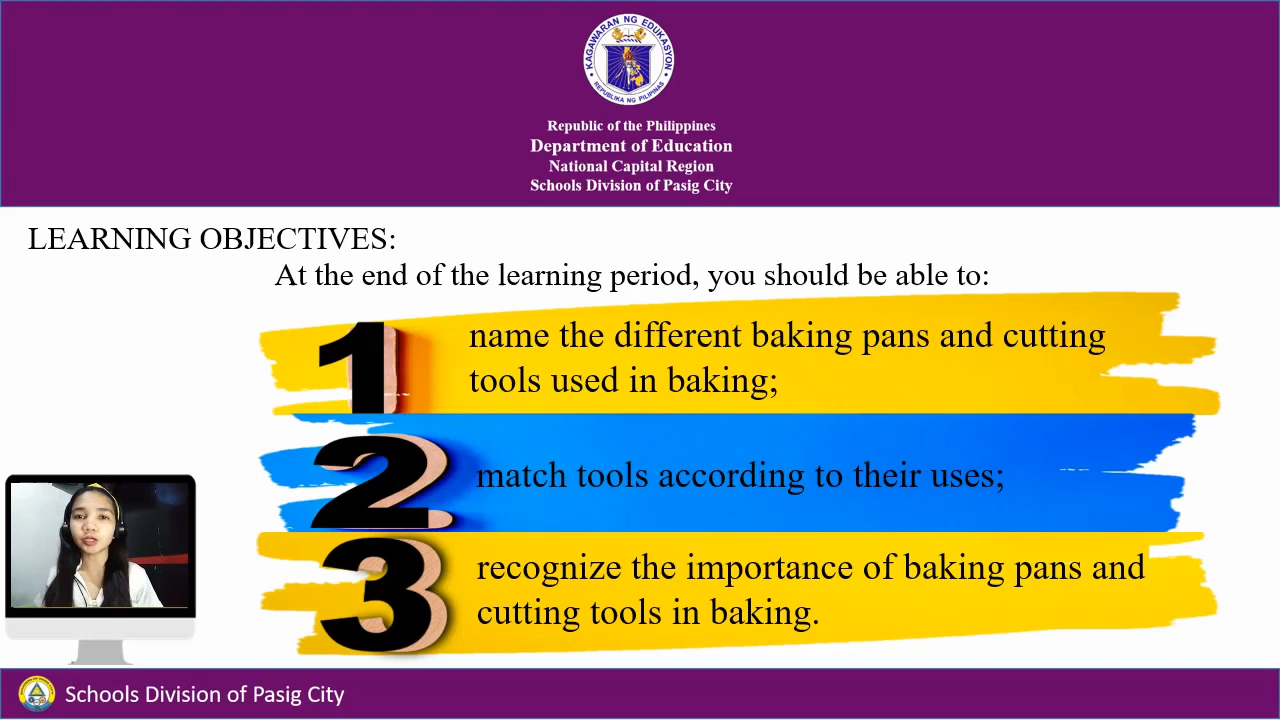 KAGAWARAN NG EDUKASYON
REPUBLIKA NG PILIPINAS
Republic of the Philippines
Department of Education
National Capital Region
Schools Division of Pasig City
LEARNING OBJECTIVES:
At the end of the learning period, you should be able to:
1
name the different baking pans and cutting
tools used in baking;
2
match tools according to their uses;
3
recognize the importance of baking pans and
cutting tools in baking.
Schools Division of Pasig City